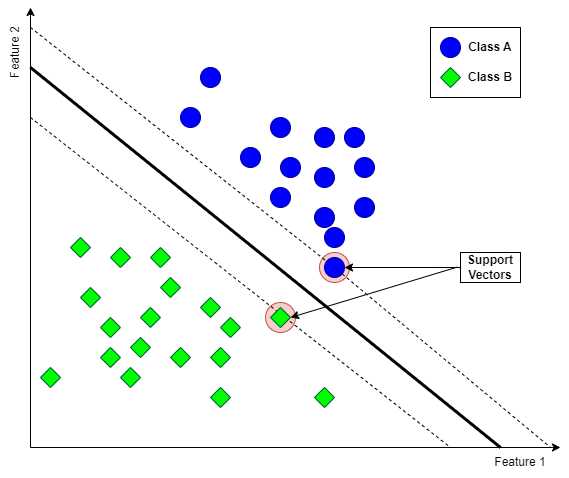 Feature 2
Class A
Class B
Support
Vectors
Feature 1